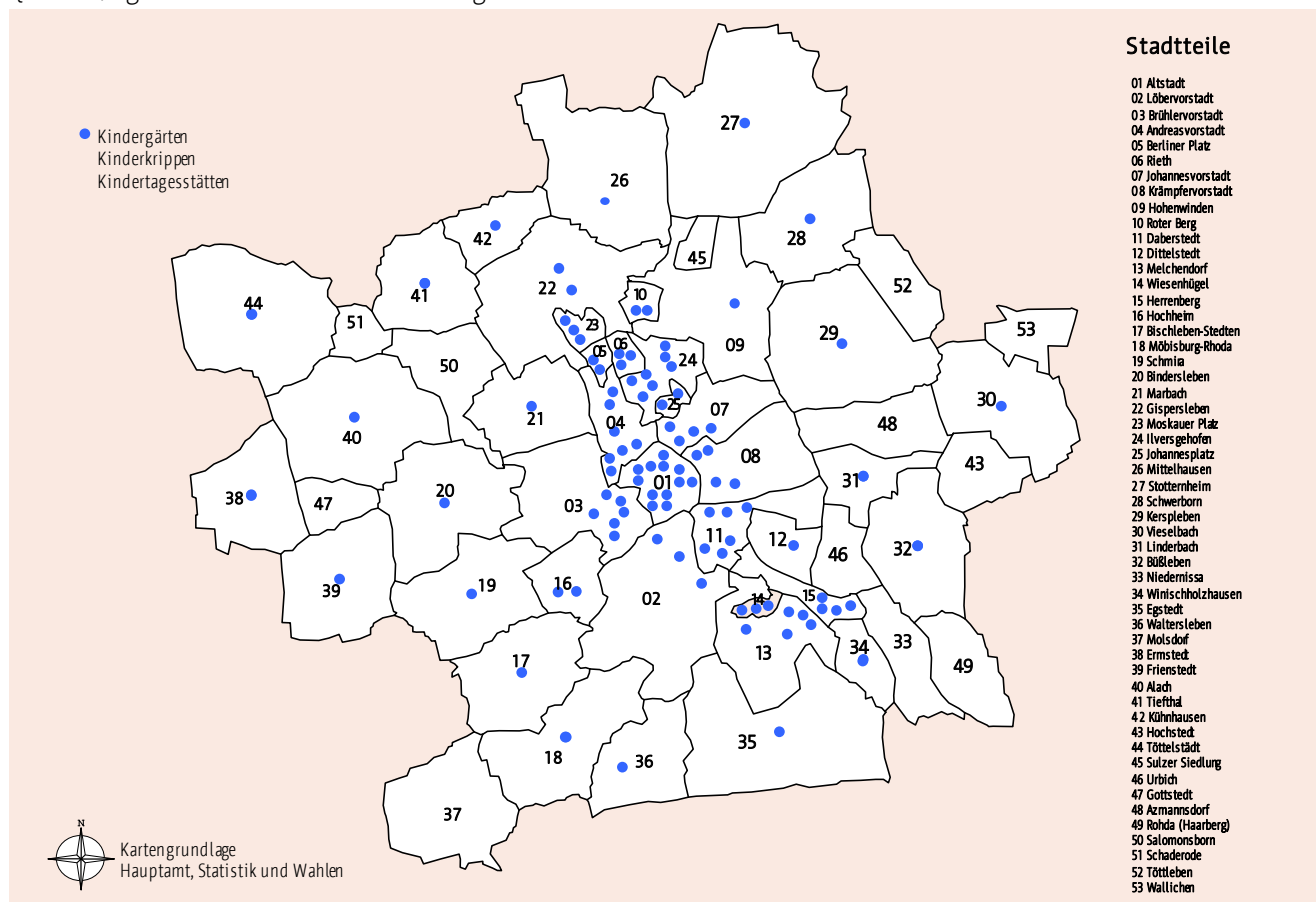 Kindergärten
Kinderkrippen
Kindertagesstätten
27
26
28
42
45
52
41
22
10
44
51
23
29
53
05
06
24
09
50
30
25
07
21
04
48
40
08
43
01
31
38
47
20
03
11
12
46
32
39
19
16
02
14
15
13
34
33
49
17
18
36
35
37
N
Kartengrundlage
Hauptamt, Statistik und Wahlen
Stadtteile
01 Altstadt
02 Löbervorstadt
03 Brühlervorstadt
04 Andreasvorstadt
05 Berliner Platz
06 Rieth
07 Johannesvorstadt
08 Krämpfervorstadt
09 Hohenwinden
10 Roter Berg
11 Daberstedt
12 Dittelstedt
13 Melchendorf
14 Wiesenhügel
15 Herrenberg
16 Hochheim
17 Bischleben-Stedten
18 Möbisburg-Rhoda
19 Schmira
20 Bindersleben
21 Marbach
22 Gispersleben
23 Moskauer Platz
24 Ilversgehofen
25 Johannesplatz
26 Mittelhausen
27 Stotternheim
28 Schwerborn
29 Kerspleben
30 Vieselbach
31 Linderbach
32 Büßleben
33 Niedernissa
34 Winischholzhausen
35 Egstedt
36 Waltersleben
37 Molsdorf
38 Ermstedt
39 Frienstedt
40 Alach
41 Tiefthal
42 Kühnhausen
43 Hochstedt
44 Töttelstädt
45 Sulzer Siedlung
46 Urbich
47 Gottstedt
48 Azmannsdorf
49 Rohda (Haarberg)
50 Salomonsborn
51 Schaderode
52 Töttleben
53 Wallichen